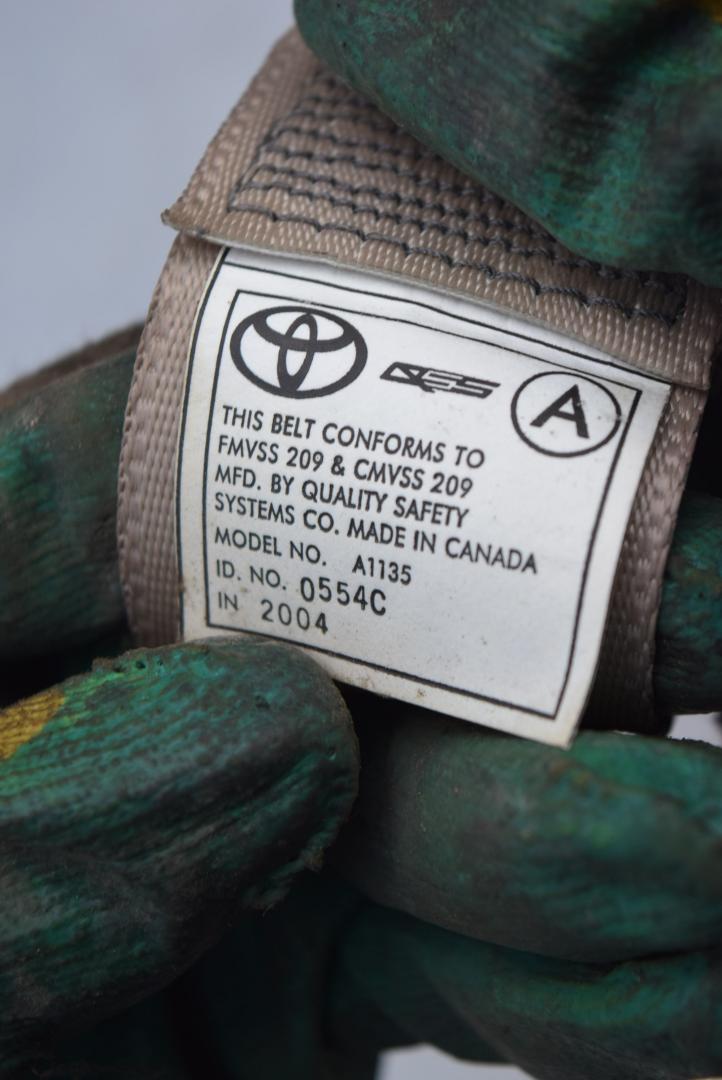 QSS A
THIS BELT CONFORMS TO
FMVSS 209 & CMVSS 209
MFD. BY QUALITY SAFETY
SYSTEMS CO. MADE IN CANADA
MODEL NO. A1135
ID. NO. 0554C
IN 2004